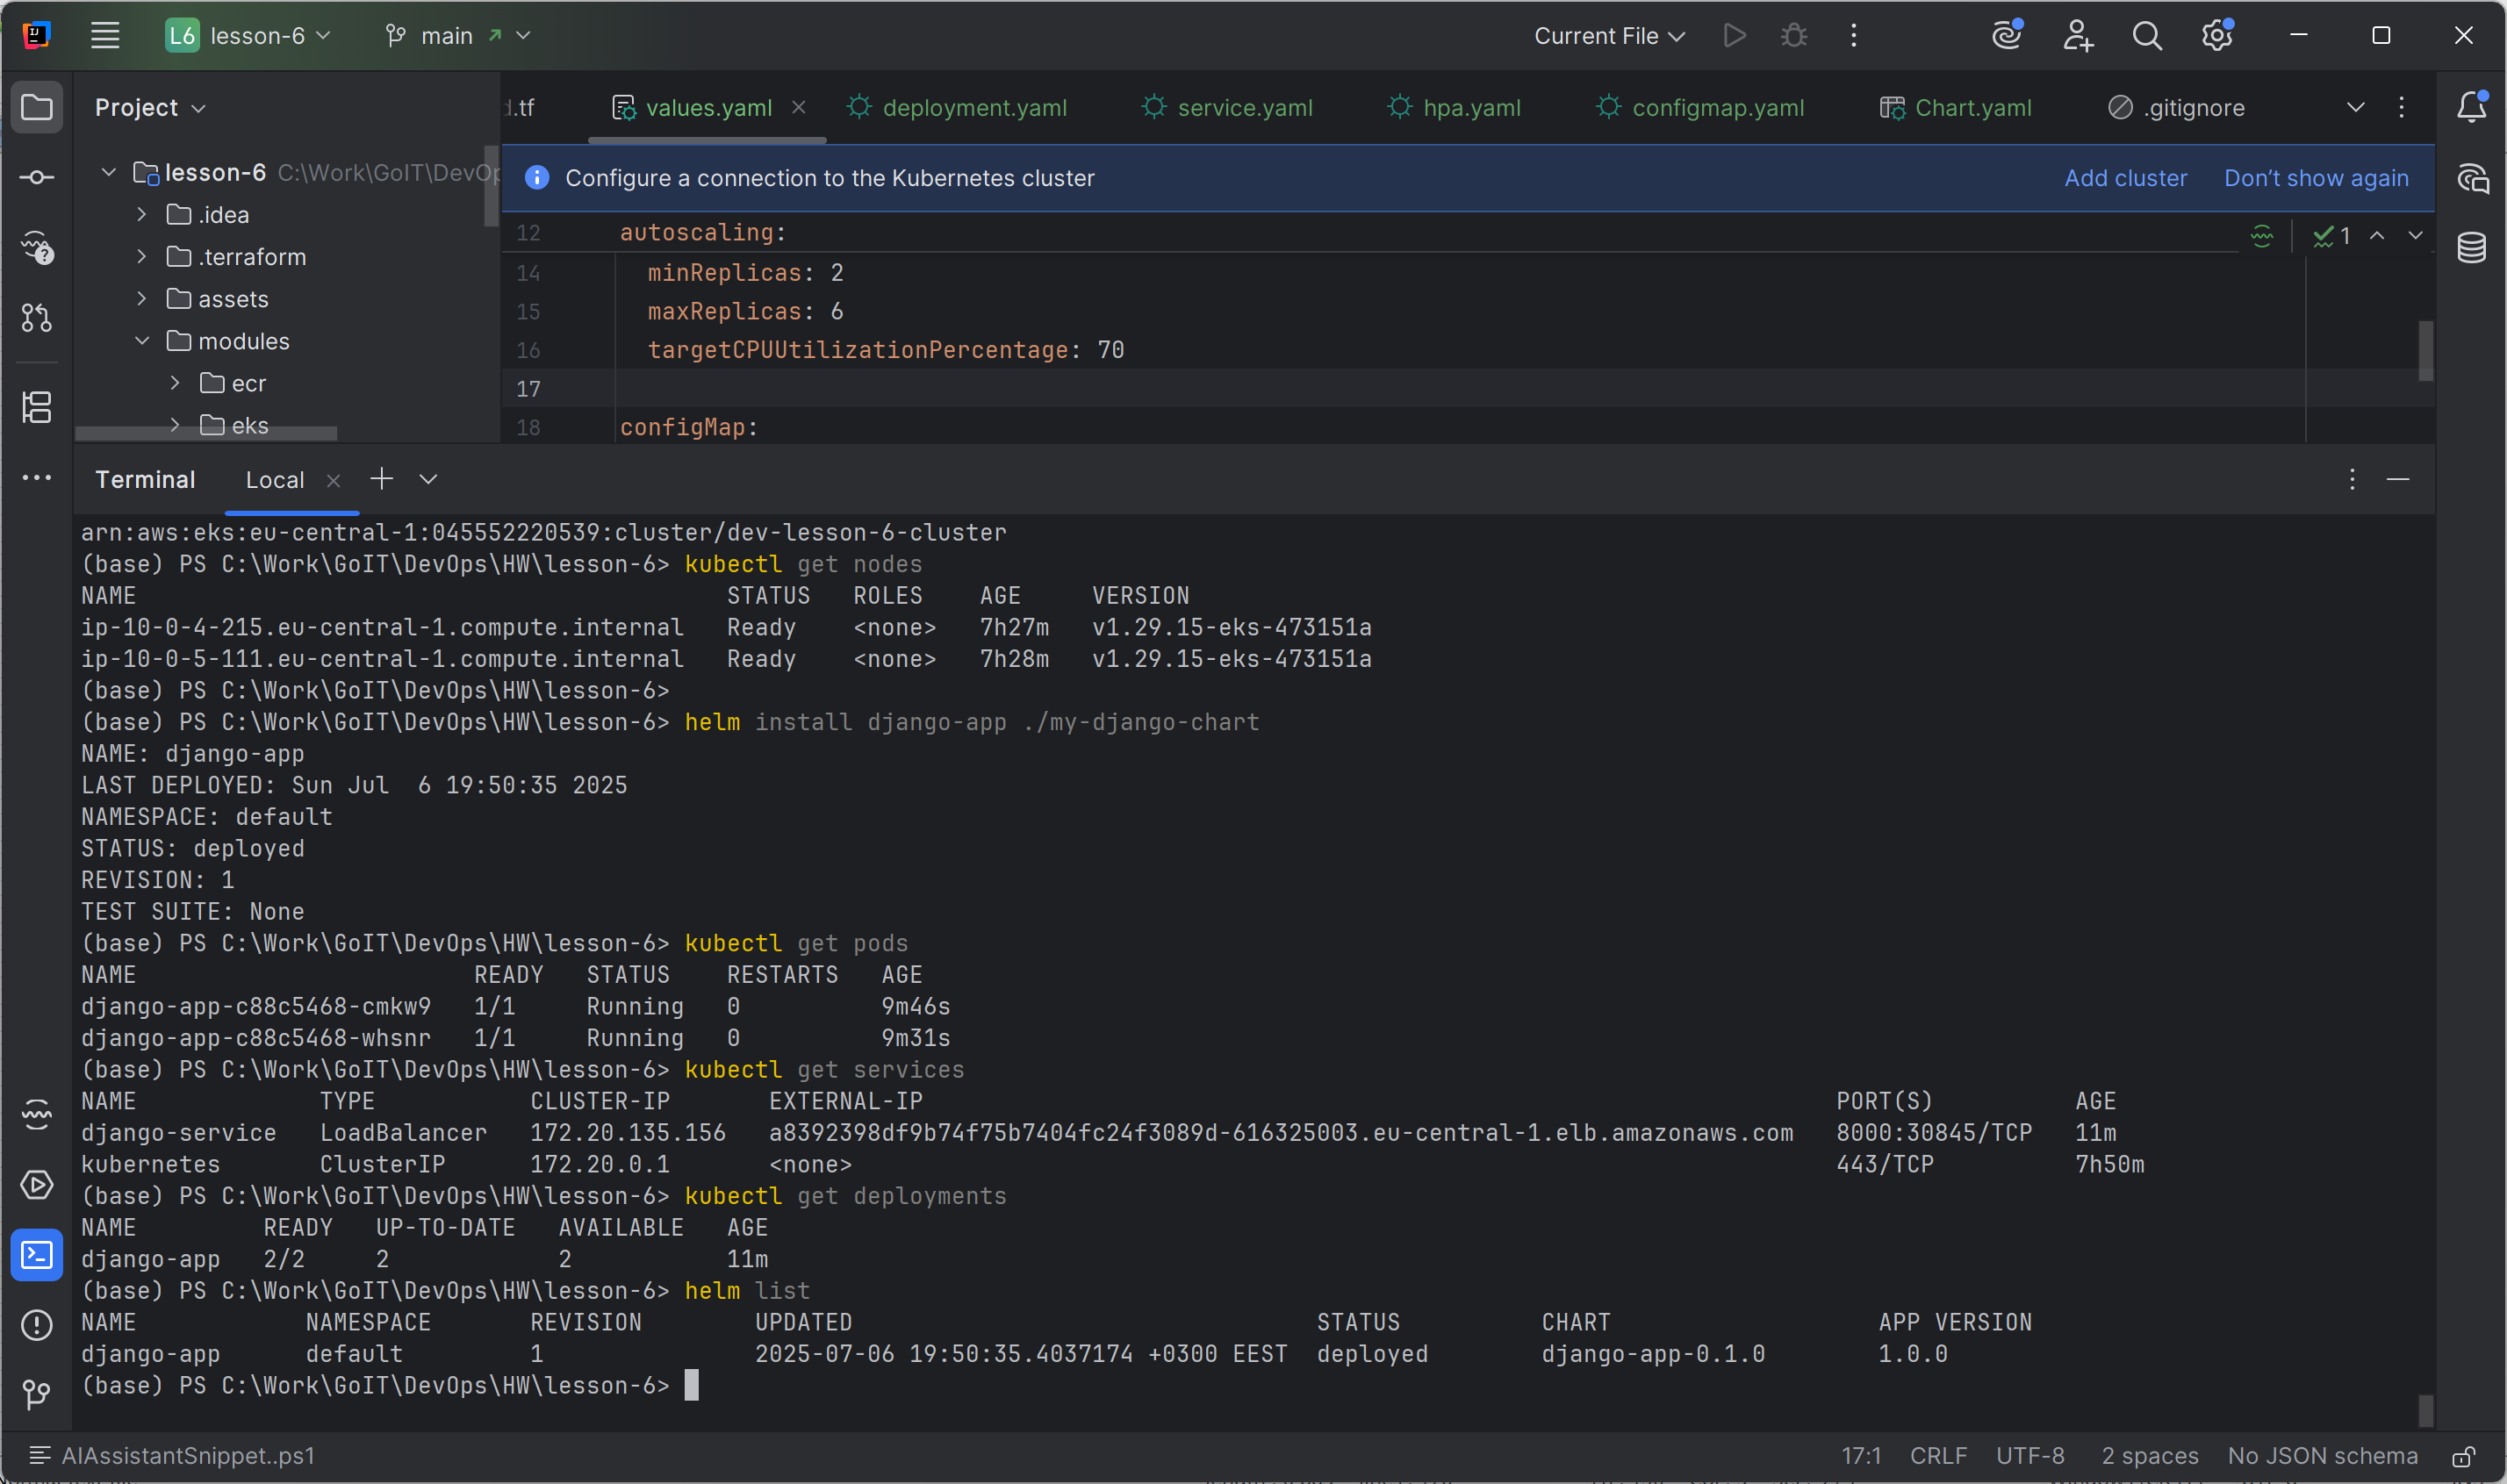 L6 lesson-6 main Current File
Project
d.tf values.yaml deployment.yaml service.yaml hpa.yaml configmap.yaml Chart.yaml .gitignore
lesson-6 C:\Work\GoIT\DevOp
.idea
.terraform
assets
modules
ecr
eks
Configure a connection to the Kubernetes cluster Add cluster Don't show again
12 autoscaling: 1
14 minReplicas: 2
15 maxReplicas: 6
16 targetCPUUtilizationPercentage: 70
17
18 configMap:
Terminal Local
arn:aws:eks:eu-central-1:045552220539:cluster/dev-lesson-6-cluster
(base) PS C:\Work\GoIT\DevOps\HW\lesson-6> kubectl get nodes
NAME STATUS ROLES AGE VERSION
ip-10-0-4-215.eu-central-1.compute.internal Ready <none> 7h27m v1.29.15-eks-473151a
ip-10-0-5-111.eu-central-1.compute.internal Ready <none> 7h28m v1.29.15-eks-473151a
(base) PS C:\Work\GoIT\DevOps\HW\lesson-6>
(base) PS C:\Work\GoIT\DevOps\HW\lesson-6> helm install django-app ./my-django-chart
NAME: django-app
LAST DEPLOYED: Sun Jul  6 19:50:35 2025
NAMESPACE: default
STATUS: deployed
REVISION: 1
TEST SUITE: None
(base) PS C:\Work\GoIT\DevOps\HW\lesson-6> kubectl get pods
NAME READY STATUS RESTARTS AGE
django-app-c88c5468-cmkw9 1/1 Running 0 9m46s
django-app-c88c5468-whsnr 1/1 Running 0 9m31s
(base) PS C:\Work\GoIT\DevOps\HW\lesson-6> kubectl get services
NAME TYPE CLUSTER-IP EXTERNAL-IP PORT(S) AGE
django-service LoadBalancer 172.20.135.156 a8392398df9b74f75b7404fc24f3089d-616325003.eu-central-1.elb.amazonaws.com 8000:30845/TCP 11m
kubernetes ClusterIP 172.20.0.1 <none> 443/TCP 7h50m
(base) PS C:\Work\GoIT\DevOps\HW\lesson-6> kubectl get deployments
NAME READY UP-TO-DATE AVAILABLE AGE
django-app 2/2 2 2 11m
(base) PS C:\Work\GoIT\DevOps\HW\lesson-6> helm list
NAME NAMESPACE REVISION UPDATED STATUS CHART APP VERSION
django-app default 1 2025-07-06 19:50:35.4037174 +0300 EEST deployed django-app-0.1.0 1.0.0
(base) PS C:\Work\GoIT\DevOps\HW\lesson-6>
AIAssistantSnippet..ps1 17:1 CRLF UTF-8 2 spaces No JSON schema